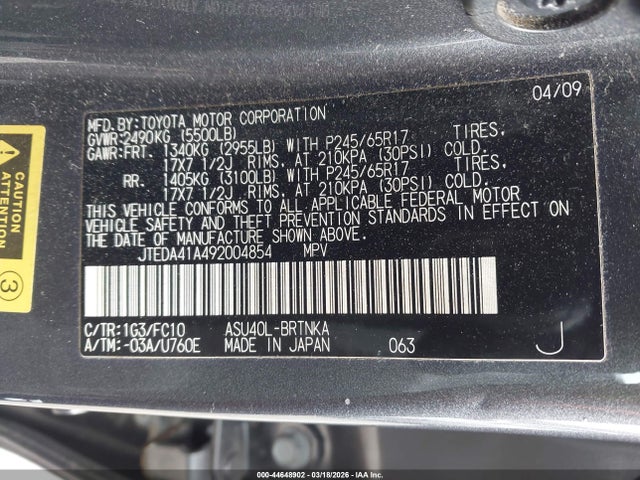 04/09
MFD.BY:TOYOTA MOTOR CORPORATION
GVWR:2490KG (5500LB)
GAWR:FRT. 1340KG (2955LB) WITH P245/65R17 TIRES.
17X7 1/2J RIMS, AT 210KPA (30PSI) COLD.
RR. 1405KG (3100LB) WITH P245/65R17 TIRES.
17X7 1/2J RIMS, AT 210KPA (30PSI) COLD.
THIS VEHICLE CONFORMS TO ALL APPLICABLE FEDERAL MOTOR
VEHICLE SAFETY AND THEFT PREVENTION STANDARDS IN EFFECT ON
THE DATE OF MANUFACTURE SHOWN ABOVE.
JTEDA41A492004854 MPV
C/TR:1G3/FC10 ASU40L-BRTNKA
A/TM:-03A/U760E MADE IN JAPAN 063 J
CAUTION
ATTENTION
3
000-44648902 - 03/18/2026 - IAA, Inc.